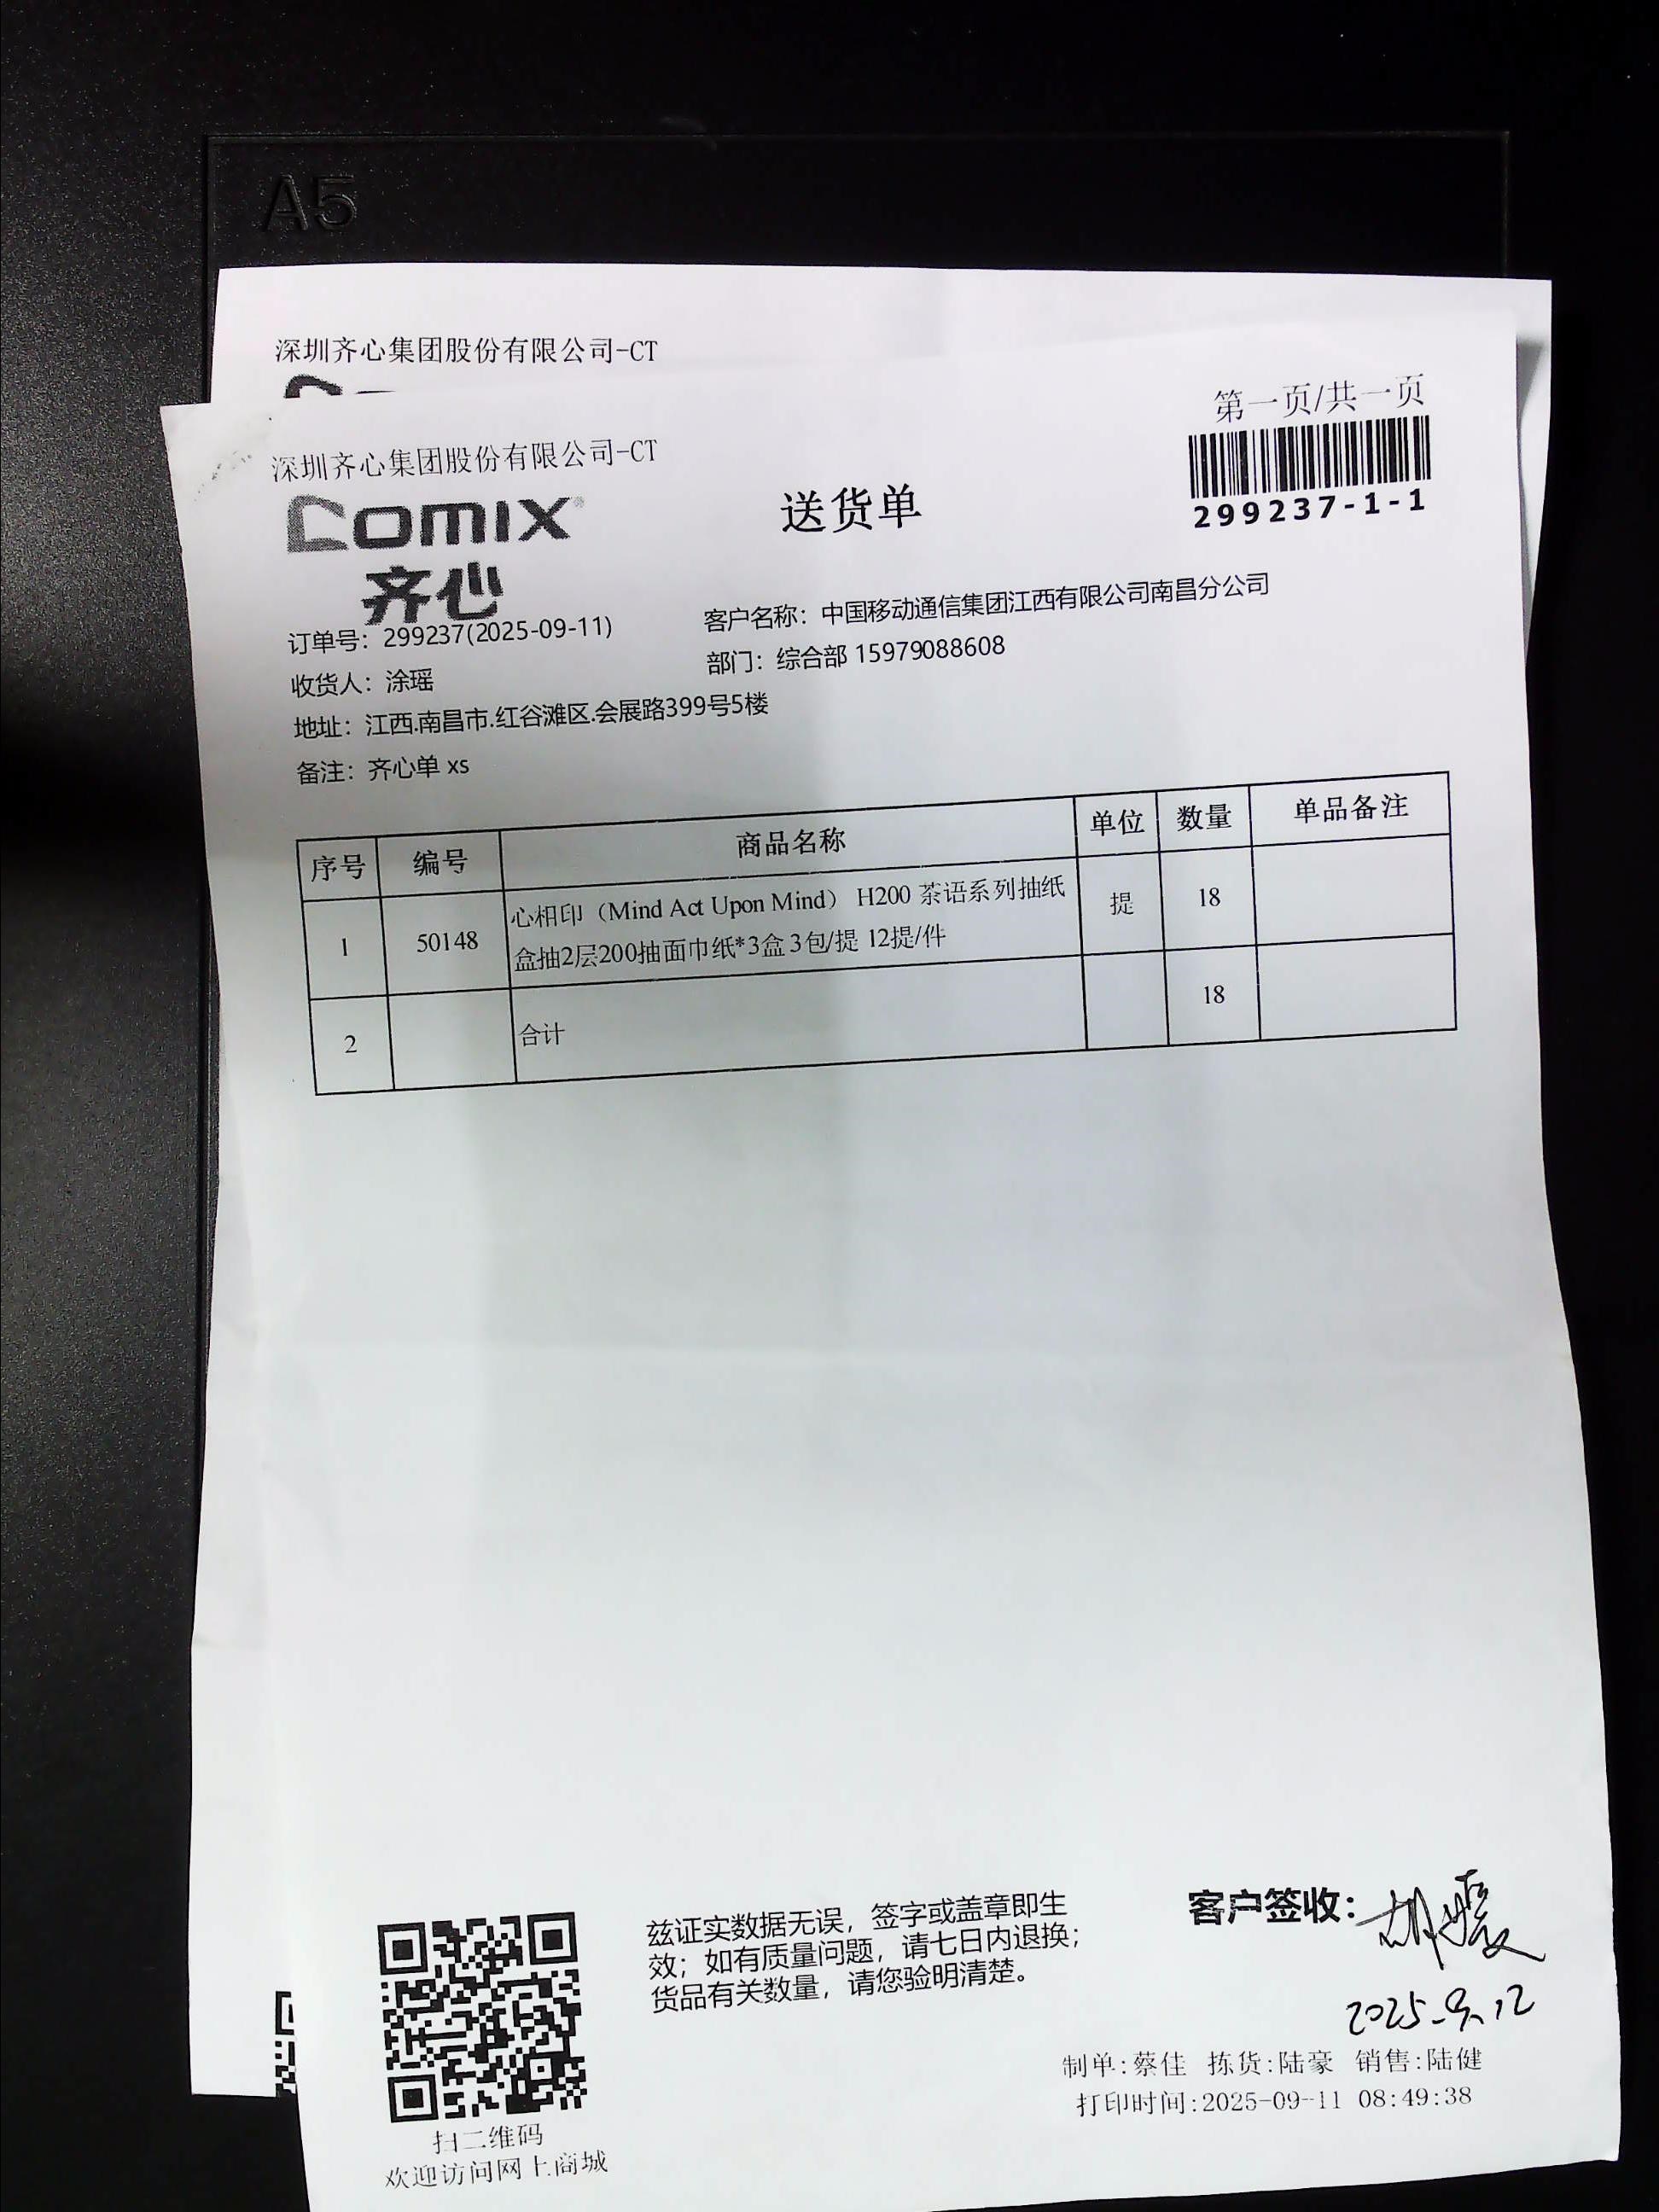 A5
深圳齐心集团股份有限公司-CT
深圳齐心集团股份有限公司-CT
第一页/共一页
comix
齐心
送货单
299237-1-1
订单号：299237(2025-09-11)
客户名称：中国移动通信集团江西有限公司南昌分公司
收货人：涂瑶
部门：综合部 15979088608
地址：江西.南昌市.红谷滩区.会展路399号5楼
备注：齐心单 xs
序号 编号 商品名称 单位 数量 单品备注
1 50148 心相印（Mind Act Upon Mind） H200 茶语系列抽纸 提 18
盒抽2层200抽面巾纸*3盒 3包/提 12提/件
2 合计 18
兹证实数据无误，签字或盖章即生
效；如有质量问题，请七日内退换；
货品有关数量，请您验明清楚。
客户签收：
2025.9.12
制单:蔡佳 拣货:陆豪 销售:陆健
打印时间:2025-09-11 08:49:38
扫二维码
欢迎访问网上商城